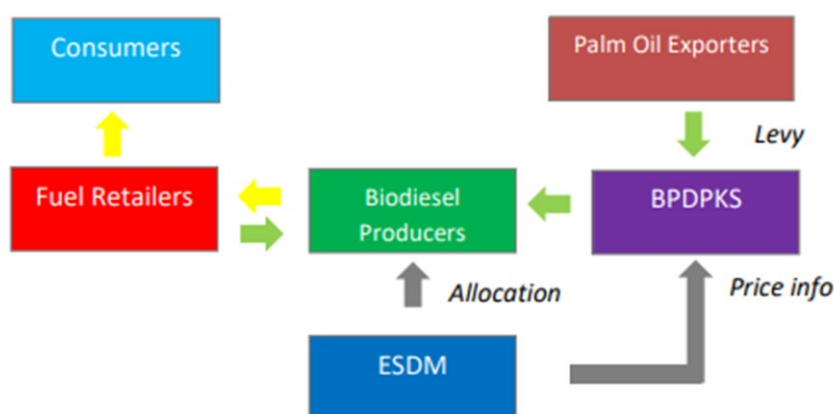 Consumers
Palm Oil Exporters
Levy
Fuel Retailers
Biodiesel
Producers
BPDPKS
Allocation
Price info
ESDM